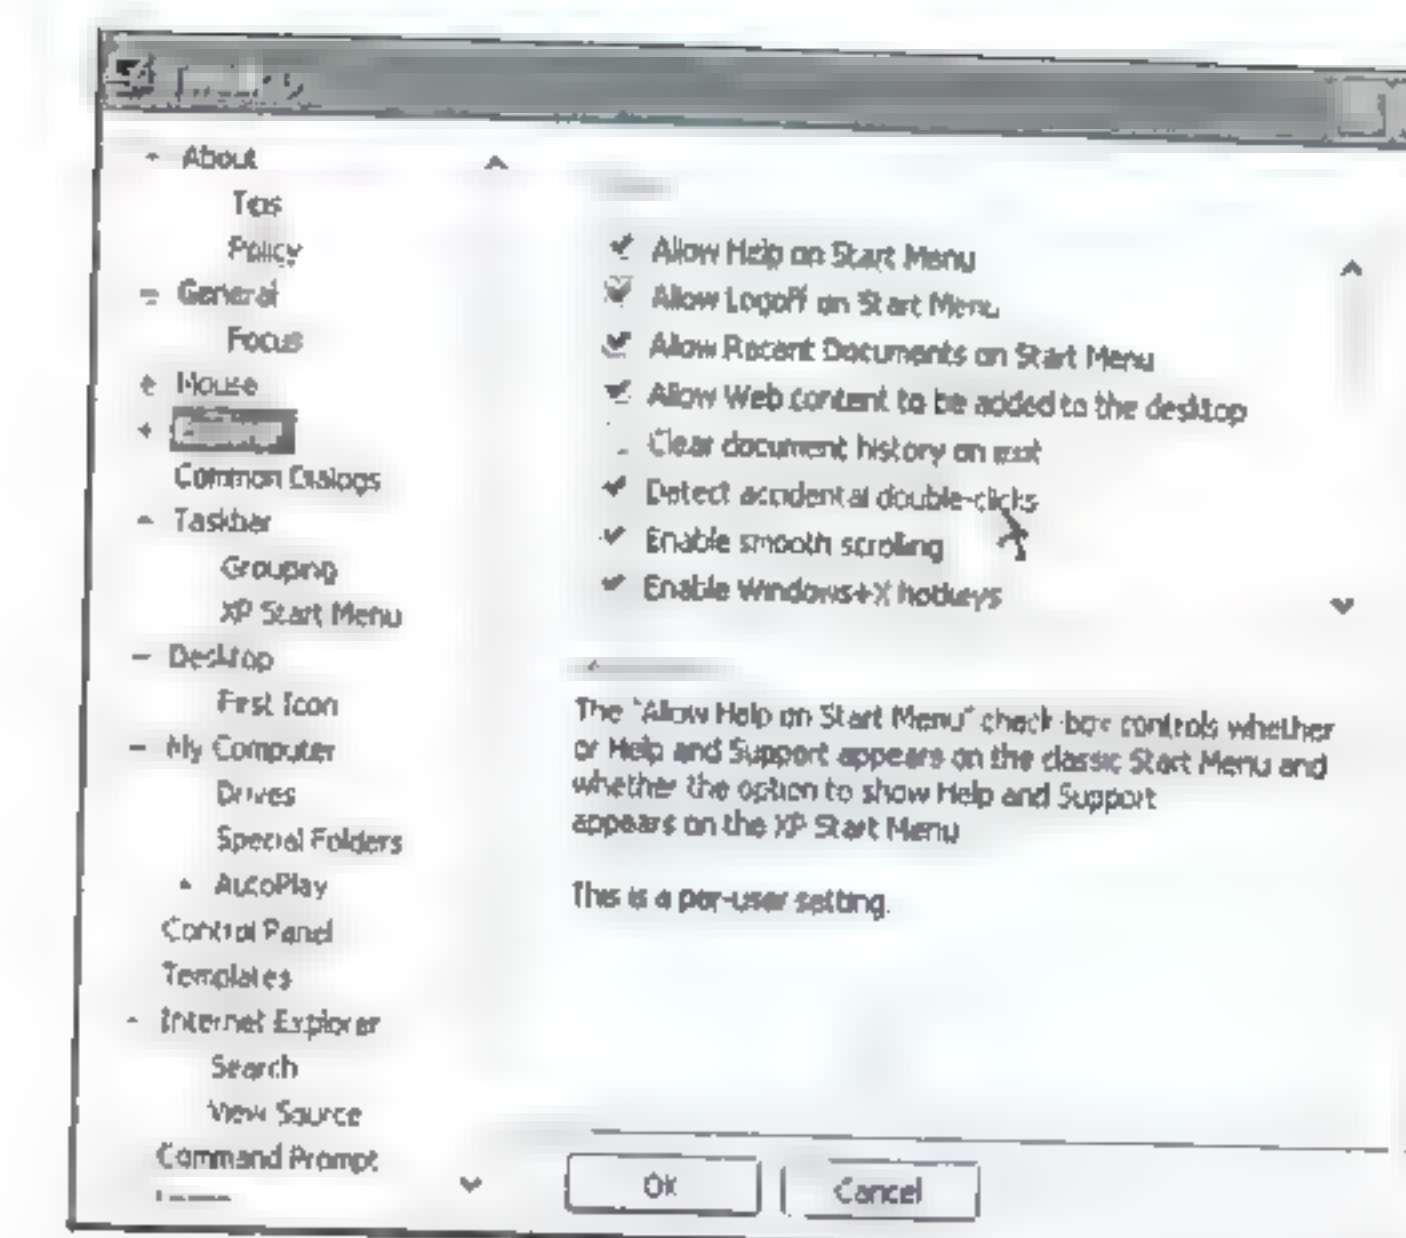 About
Tips
Policy
General
Focus
Mouse
Common Dialogs
Taskbar
Grouping
XP Start Menu
Desktop
First Icon
My Computer
Drives
Special Folders
AutoPlay
Control Panel
Templates
Internet Explorer
Search
View Source
Command Prompt
Allow Help on Start Menu
Allow Logoff on Start Menu
Allow Recent Documents on Start Menu
Allow Web content to be added to the desktop
Clear document history on exit
Detect accidental double-clicks
Enable smooth scrolling
Enable Windows+X hotkeys
The "Allow Help on Start Menu" check-box controls whether
or Help and Support appears on the classic Start Menu and
whether the option to show Help and Support
appears on the XP Start Menu
This is a per-user setting.
OK
Cancel